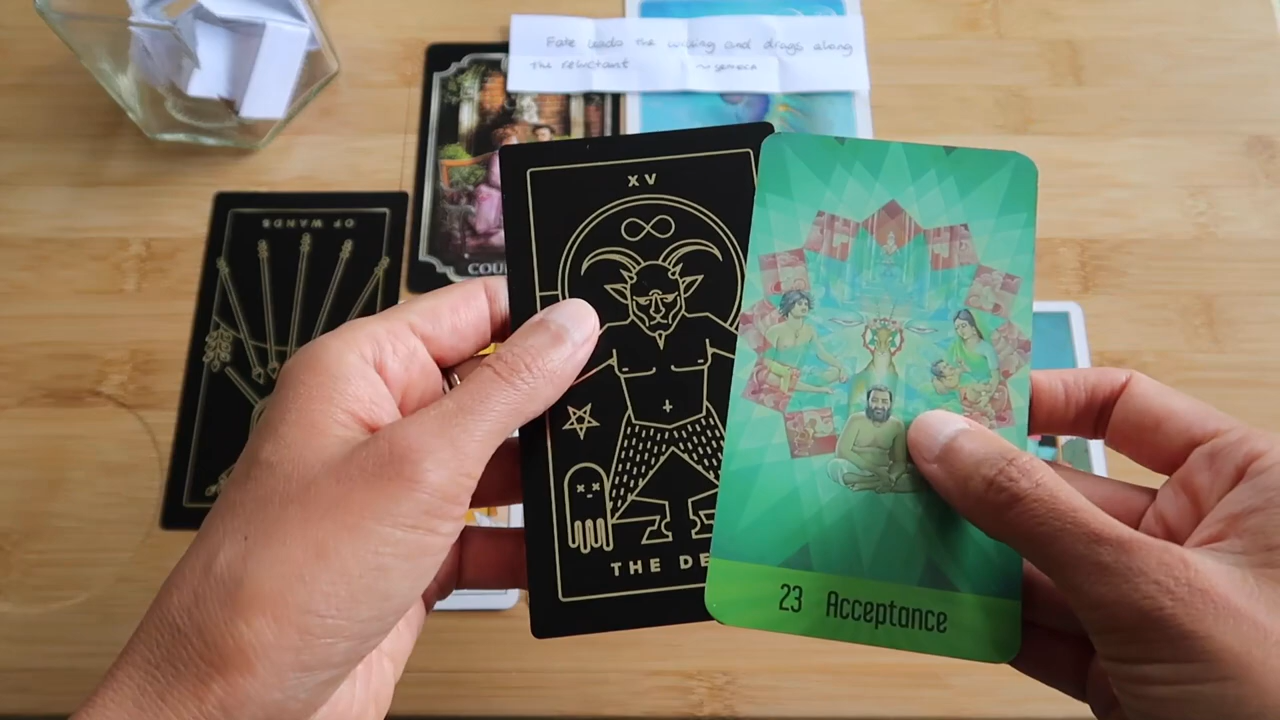 Fate leads the willing and drags along
the reluctant ~ SENECA
XV
THE DE
23 Acceptance
OF WANDS
COU